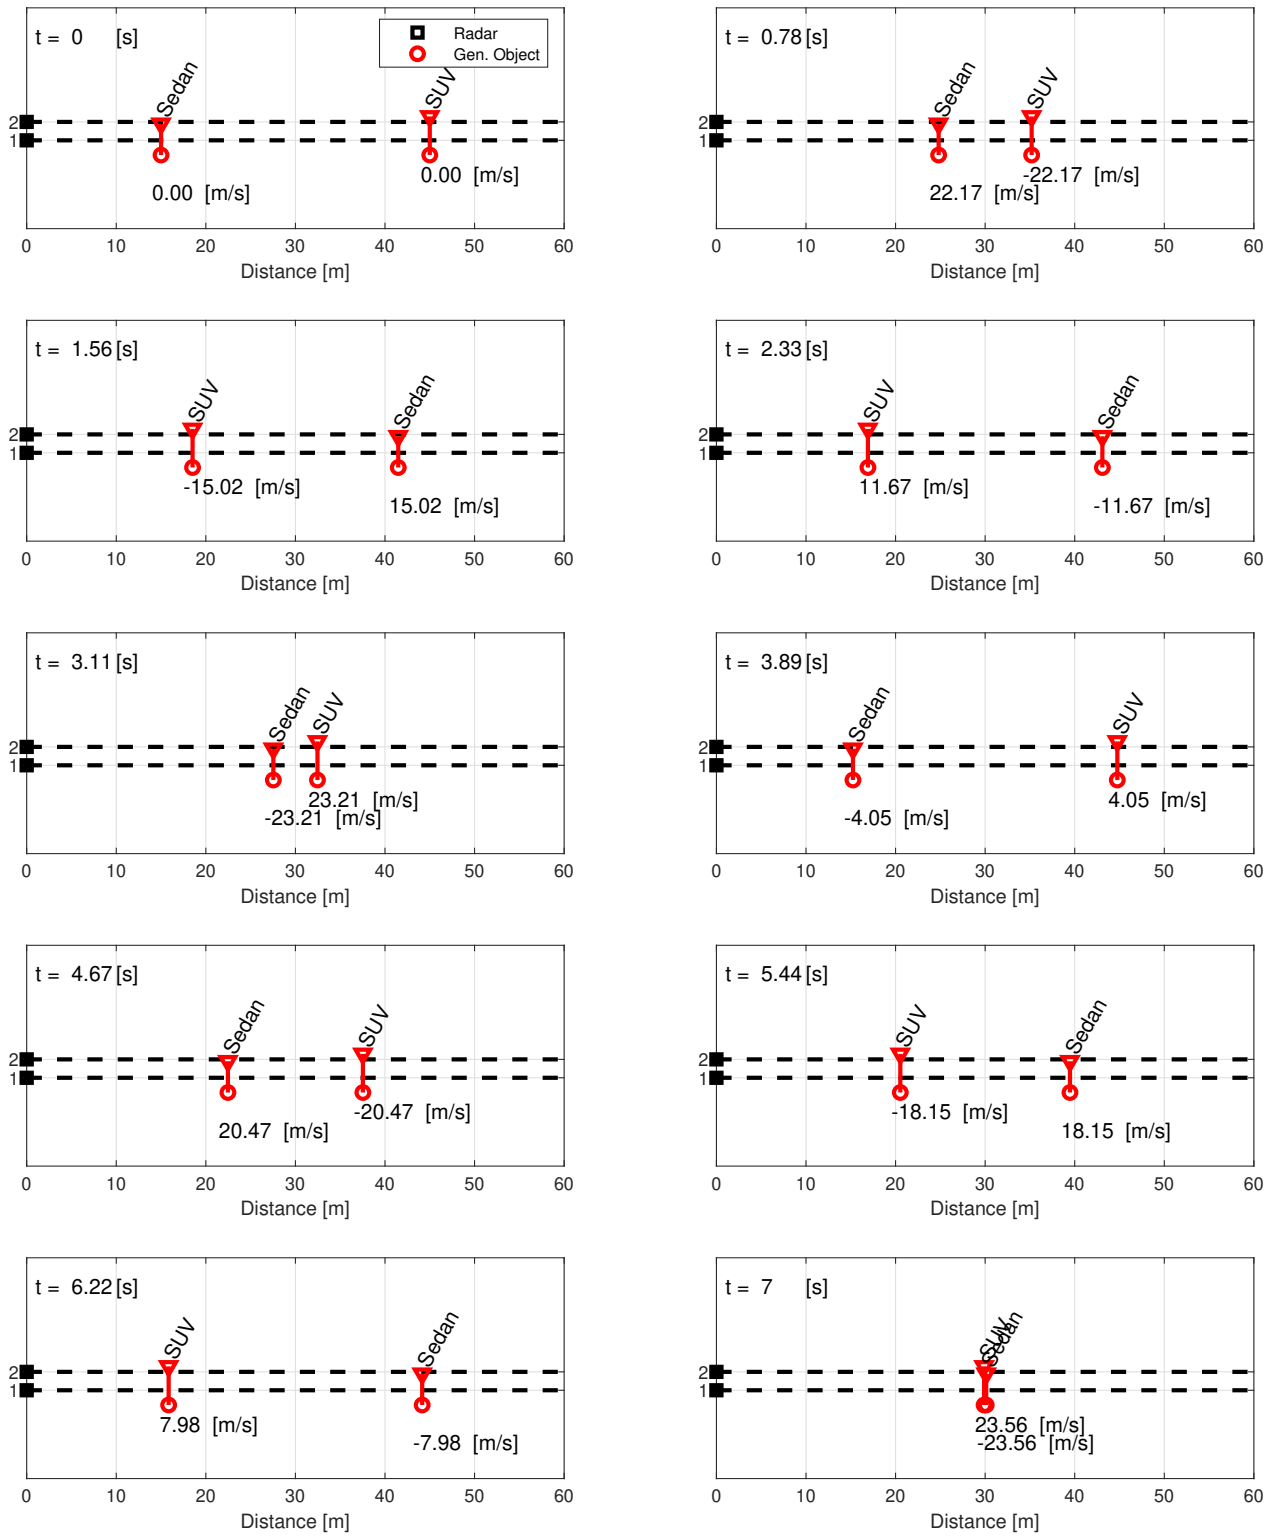 t = 0 [s]
Radar
Gen. Object
Sedan
SUV
2
1
0.00 [m/s]
0.00 [m/s]
0 10 20 30 40 50 60
Distance [m]
t = 0.78 [s]
Sedan
SUV
2
1
-22.17 [m/s]
22.17 [m/s]
0 10 20 30 40 50 60
Distance [m]
t = 1.56 [s]
SUV
Sedan
2
1
-15.02 [m/s]
15.02 [m/s]
0 10 20 30 40 50 60
Distance [m]
t = 2.33 [s]
SUV
Sedan
2
1
11.67 [m/s]
-11.67 [m/s]
0 10 20 30 40 50 60
Distance [m]
t = 3.11 [s]
Sedan
SUV
2
1
23.21 [m/s]
-23.21 [m/s]
0 10 20 30 40 50 60
Distance [m]
t = 3.89 [s]
Sedan
SUV
2
1
4.05 [m/s]
-4.05 [m/s]
0 10 20 30 40 50 60
Distance [m]
t = 4.67 [s]
Sedan
SUV
2
1
-20.47 [m/s]
20.47 [m/s]
0 10 20 30 40 50 60
Distance [m]
t = 5.44 [s]
SUV
Sedan
2
1
-18.15 [m/s]
18.15 [m/s]
0 10 20 30 40 50 60
Distance [m]
t = 6.22 [s]
SUV
Sedan
2
1
7.98 [m/s]
-7.98 [m/s]
0 10 20 30 40 50 60
Distance [m]
t = 7 [s]
SUV
Sedan
2
1
23.56 [m/s]
-23.56 [m/s]
0 10 20 30 40 50 60
Distance [m]